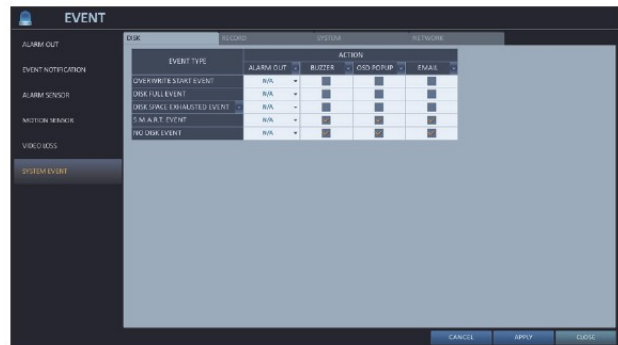 EVENT
ALARM OUT
EVENT NOTIFICATION
ALARM SENSOR
MOTION SENSOR
VIDEO LOSS
SYSTEM EVENT
DISK RECORD SYSTEM NETWORK
EVENT TYPE ACTION
ALARM OUT BUZZER OSD-POPUP EMAIL
OVERWRITE START EVENT N/A
DISK FULL EVENT N/A
DISK SPACE EXHAUSTED EVENT N/A
S.M.A.R.T. EVENT N/A
NO DISK EVENT N/A
CANCEL APPLY CLOSE